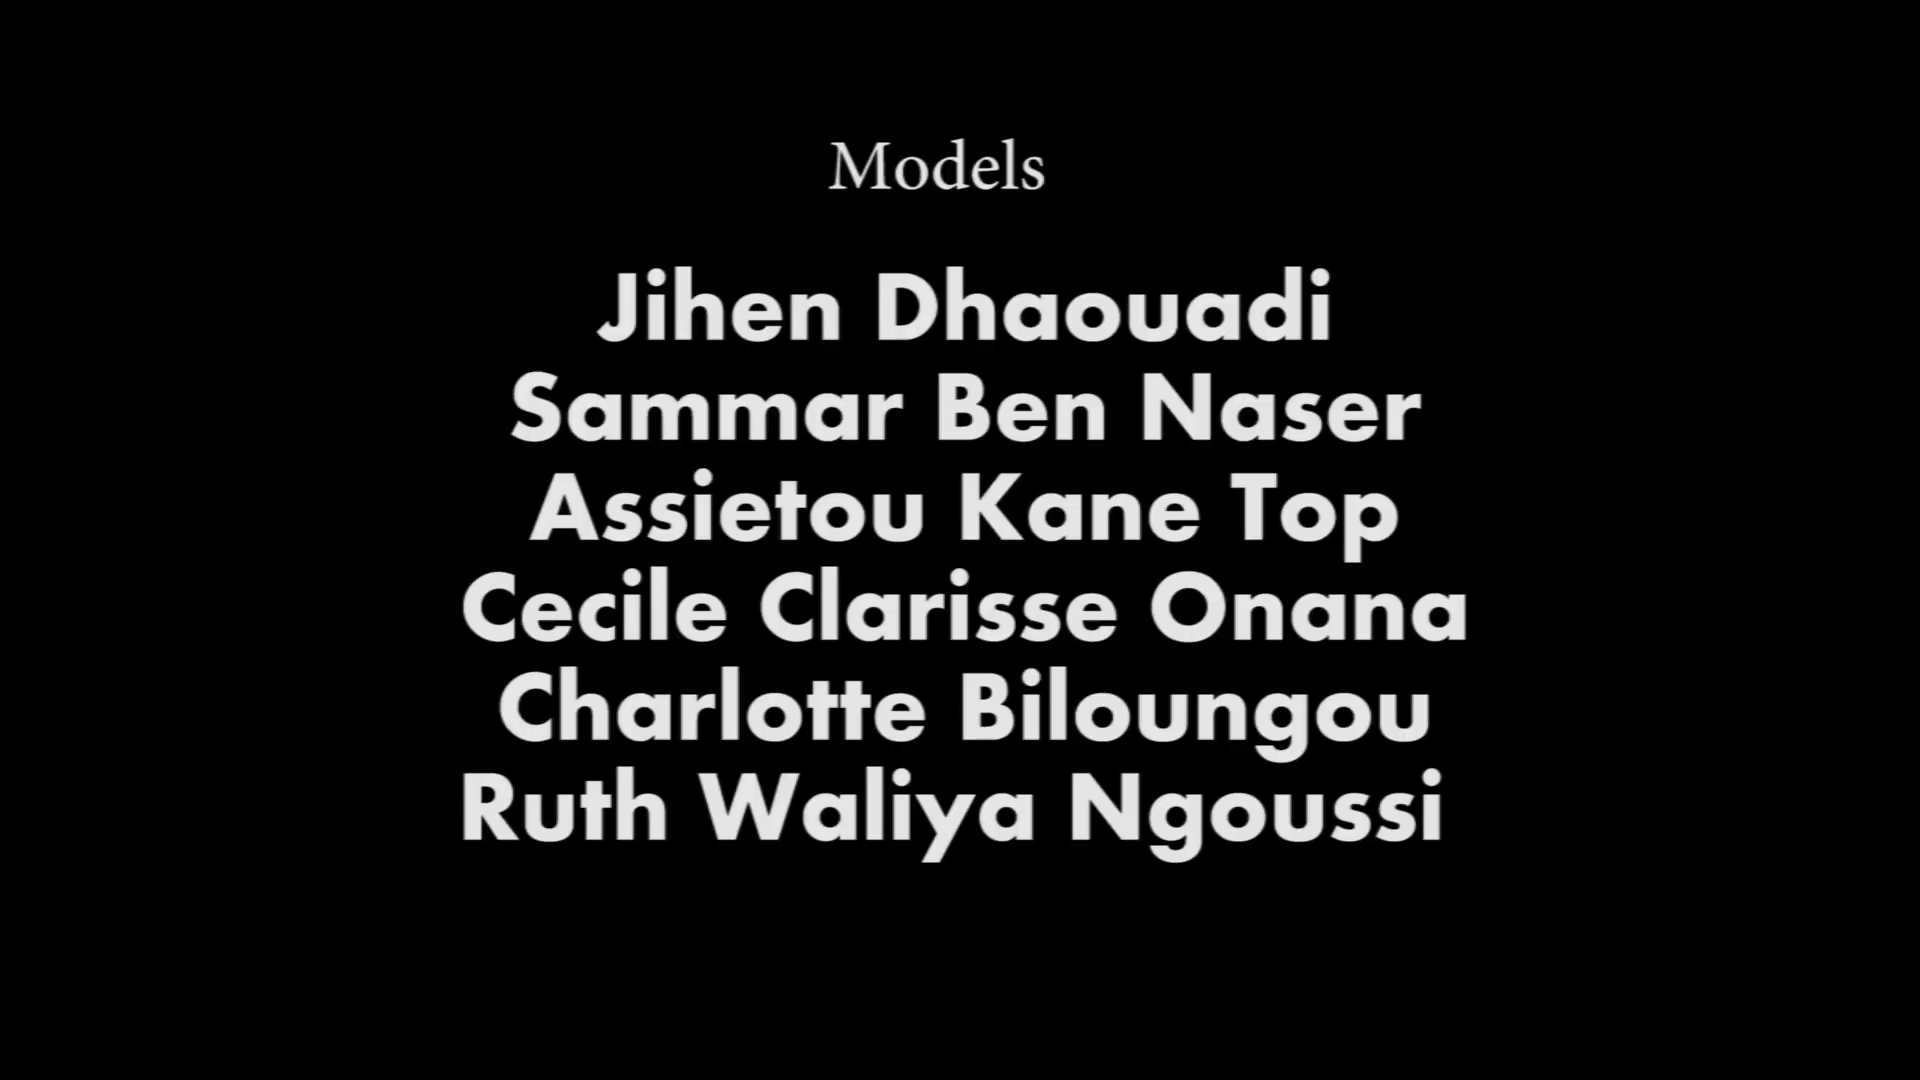 Models
Jihen Dhaouadi
Sammar Ben Naser
Assietou Kane Top
Cecile Clarisse Onana
Charlotte Biloungou
Ruth Waliya Ngoussi